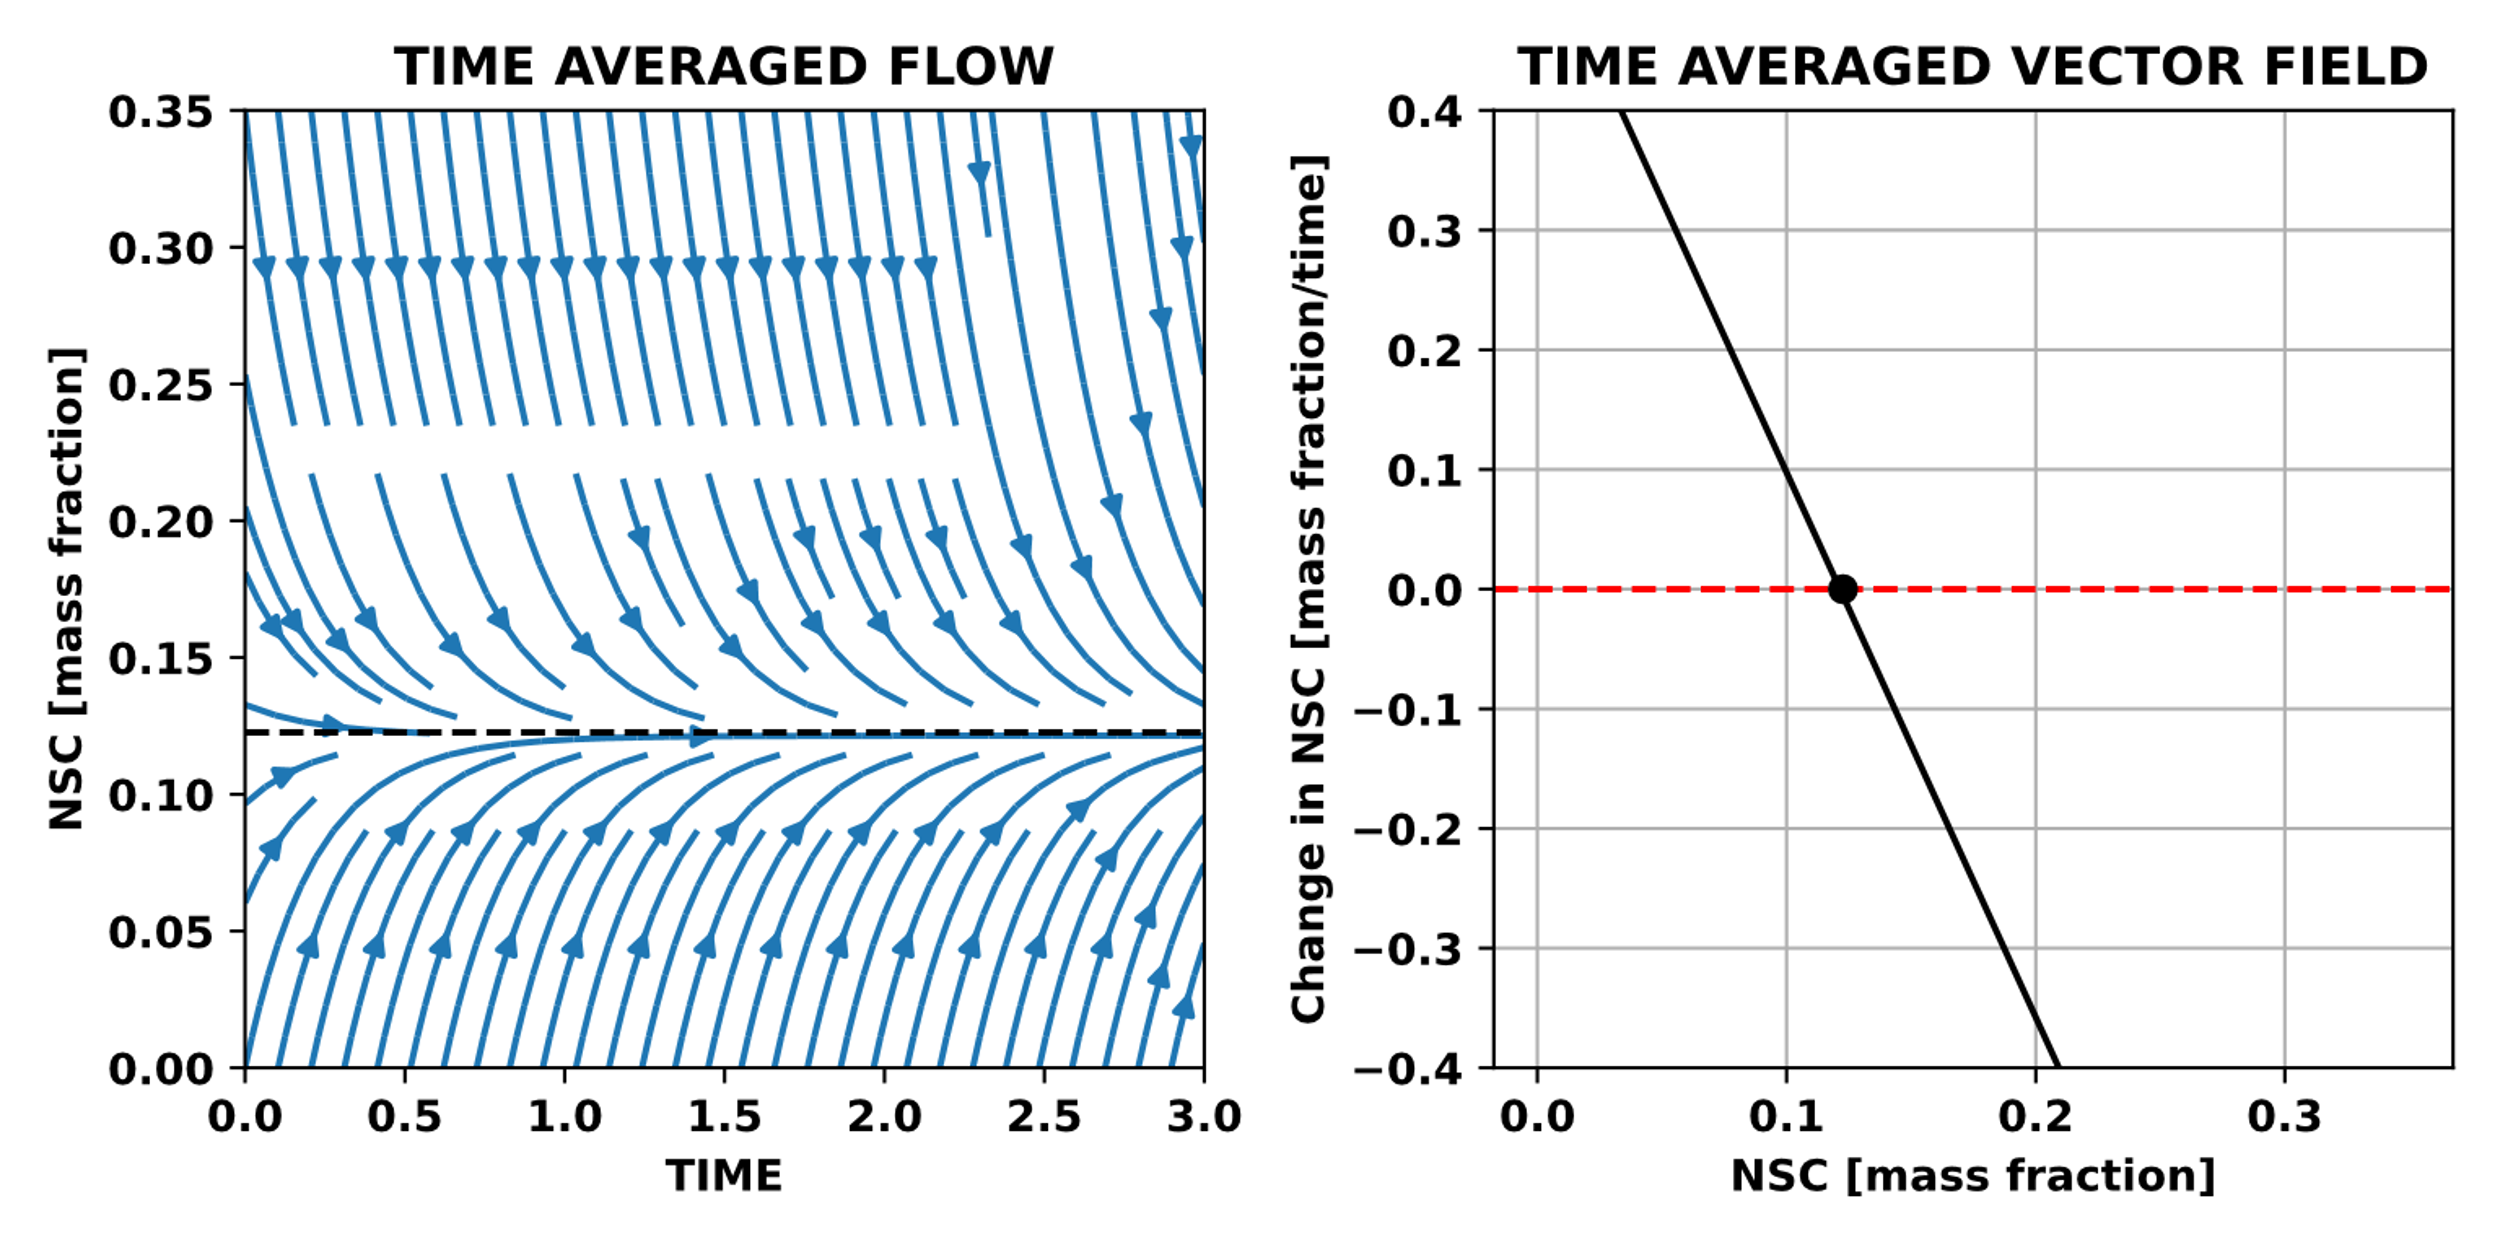 TIME AVERAGED FLOW
0.35
0.30
0.25
0.20
0.15
0.10
0.05
0.00
NSC [mass fraction]
0.0 0.5 1.0 1.5 2.0 2.5 3.0
TIME
TIME AVERAGED VECTOR FIELD
0.4
0.3
0.2
0.1
0.0
−0.1
−0.2
−0.3
−0.4
Change in NSC [mass fraction/time]
0.0 0.1 0.2 0.3
NSC [mass fraction]